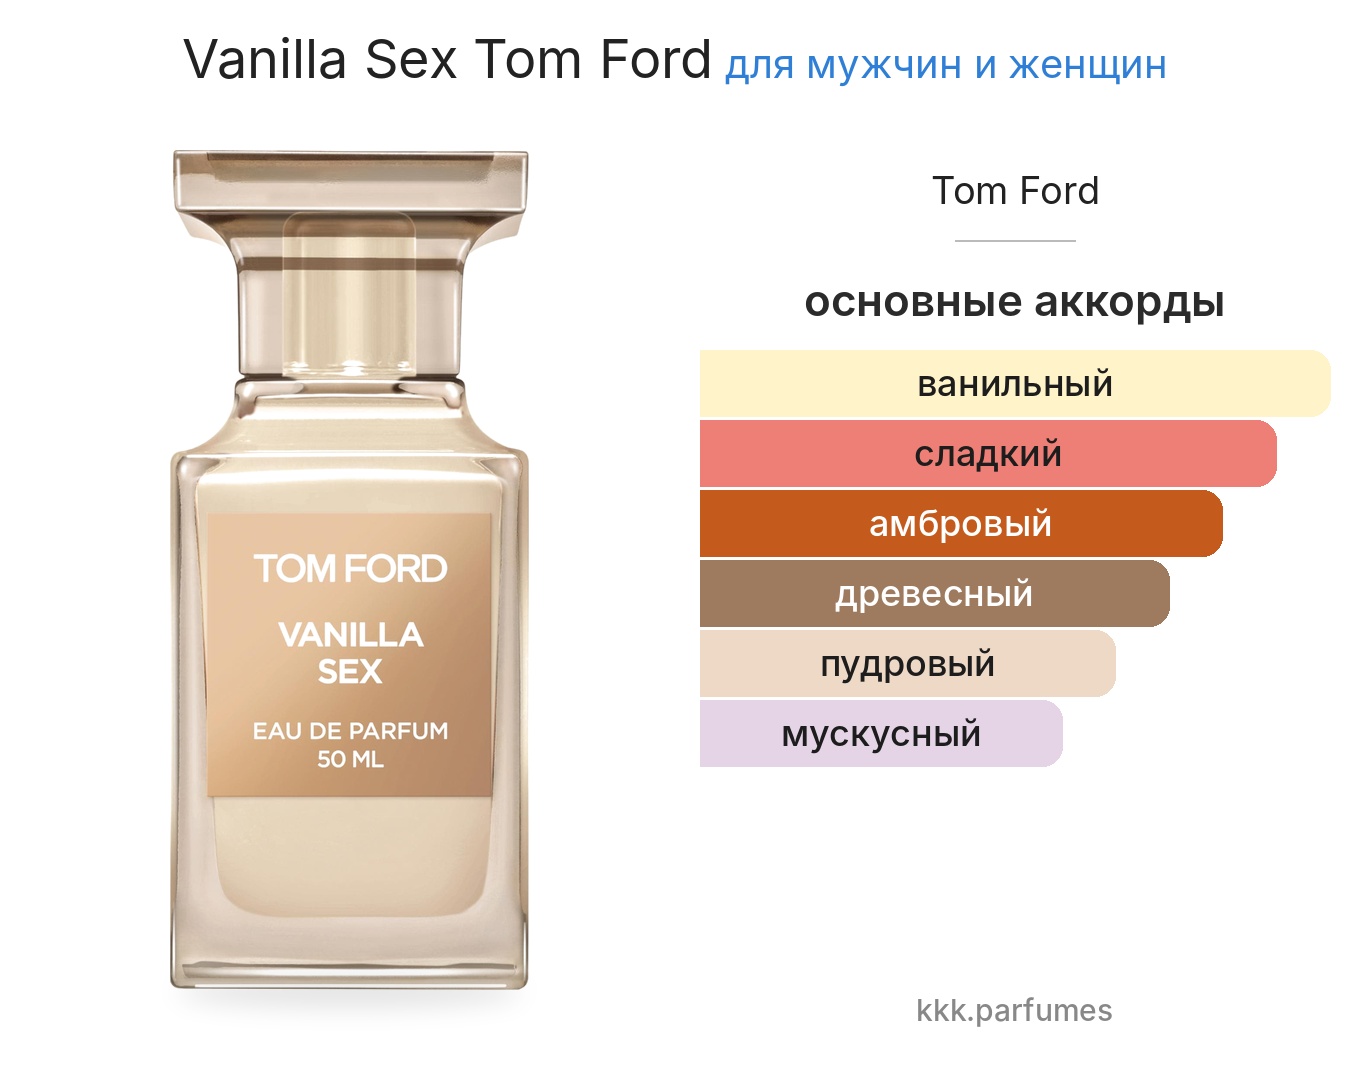 Vanilla Sex Tom Ford для мужчин и женщин
TOM FORD
VANILLA
SEX
EAU DE PARFUM
50 ML
Tom Ford
основные аккорды
ванильный
сладкий
амбровый
древесный
пудровый
мускусный
kkk.parfumes